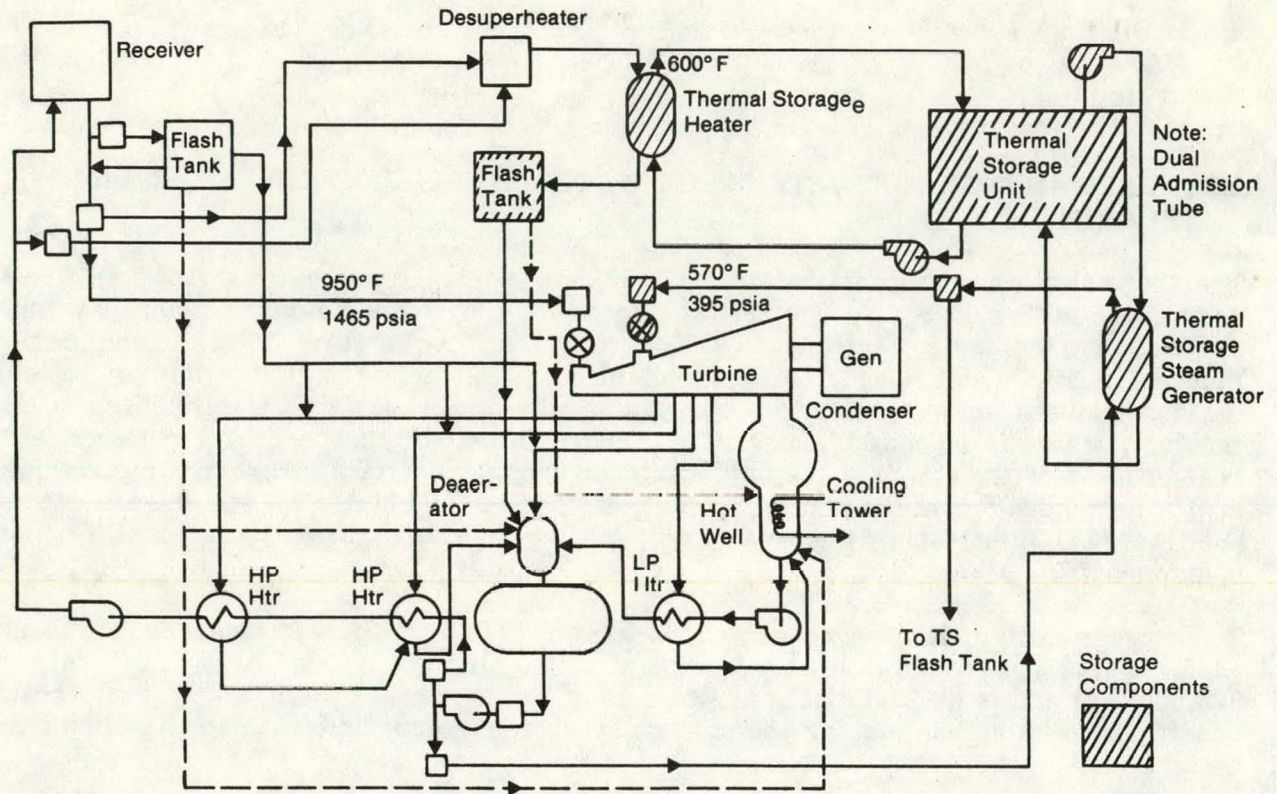 Desuperheater
Receiver
600° F
Thermal Storagee
Heater
Flash
Tank
Flash
Tank
Thermal
Storage
Unit
Note:
Dual
Admission
Tube
950° F
1465 psia
570° F
395 psia
Gen
Turbine
Condenser
Thermal
Storage
Steam
Generator
Deaer-
ator
Hot
Well
Cooling
Tower
HP
Htr
HP
Htr
LP
Htr
To TS
Flash Tank
Storage
Components